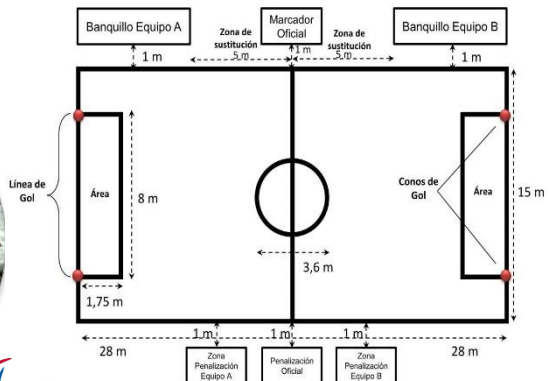 Banquillo Equipo A
Marcador
Oficial
Banquillo Equipo B
Zona de
sustitución
Zona de
sustitución
1 m
5 m
1 m
5 m
1 m
Línea de
Gol
Área
8 m
Conos de
Gol
Área
15 m
3,6 m
1,75 m
1 m
1 m
1 m
28 m
28 m
Zona
Penalización
Equipo A
Penalización
Oficial
Zona
Penalización
Equipo B